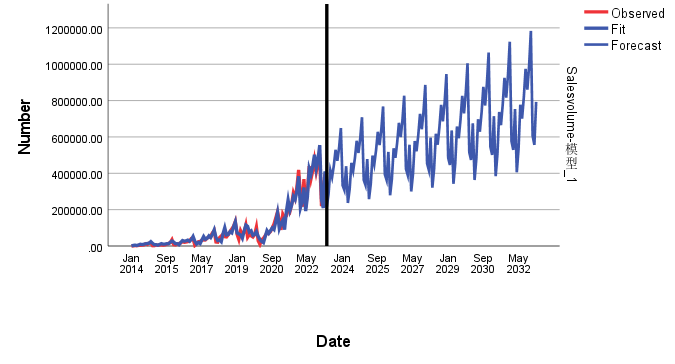 Observed
Fit
Forecast
1200000.00
1000000.00
800000.00
600000.00
400000.00
200000.00
.00
Number
Salesvolume-模型_1
Jan Sep May Jan Sep May Jan Sep May Jan Sep May
2014 2015 2017 2019 2020 2022 2024 2025 2027 2029 2030 2032
Date